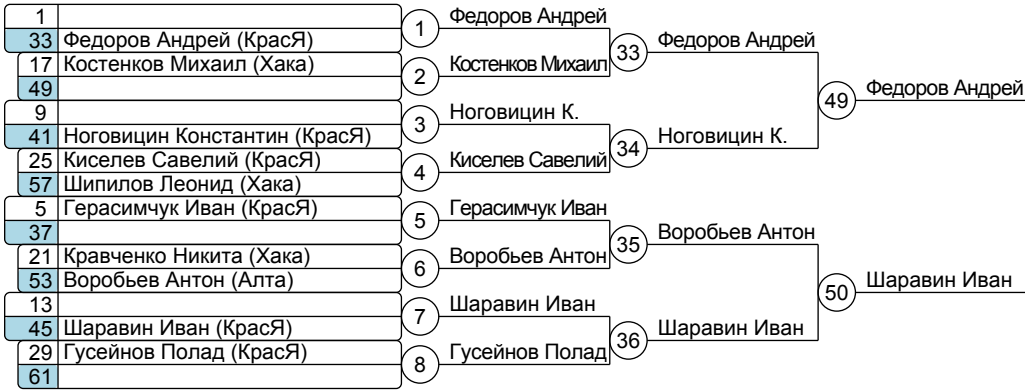 1
33 Федоров Андрей (КрасЯ)
17 Костенков Михаил (Хака)
49
9
41 Ноговицин Константин (КрасЯ)
25 Киселев Савелий (КрасЯ)
57 Шипилов Леонид (Хака)
5 Герасимчук Иван (КрасЯ)
37
21 Кравченко Никита (Хака)
53 Воробьев Антон (Алта)
13
45 Шаравин Иван (КрасЯ)
29 Гусейнов Полад (КрасЯ)
61
1 Федоров Андрей
2 Костенков Михаил
3 Ноговицин К.
4 Киселев Савелий
5 Герасимчук Иван
6 Воробьев Антон
7 Шаравин Иван
8 Гусейнов Полад
33 Федоров Андрей
34 Ноговицин К.
35 Воробьев Антон
36 Шаравин Иван
49 Федоров Андрей
50 Шаравин Иван